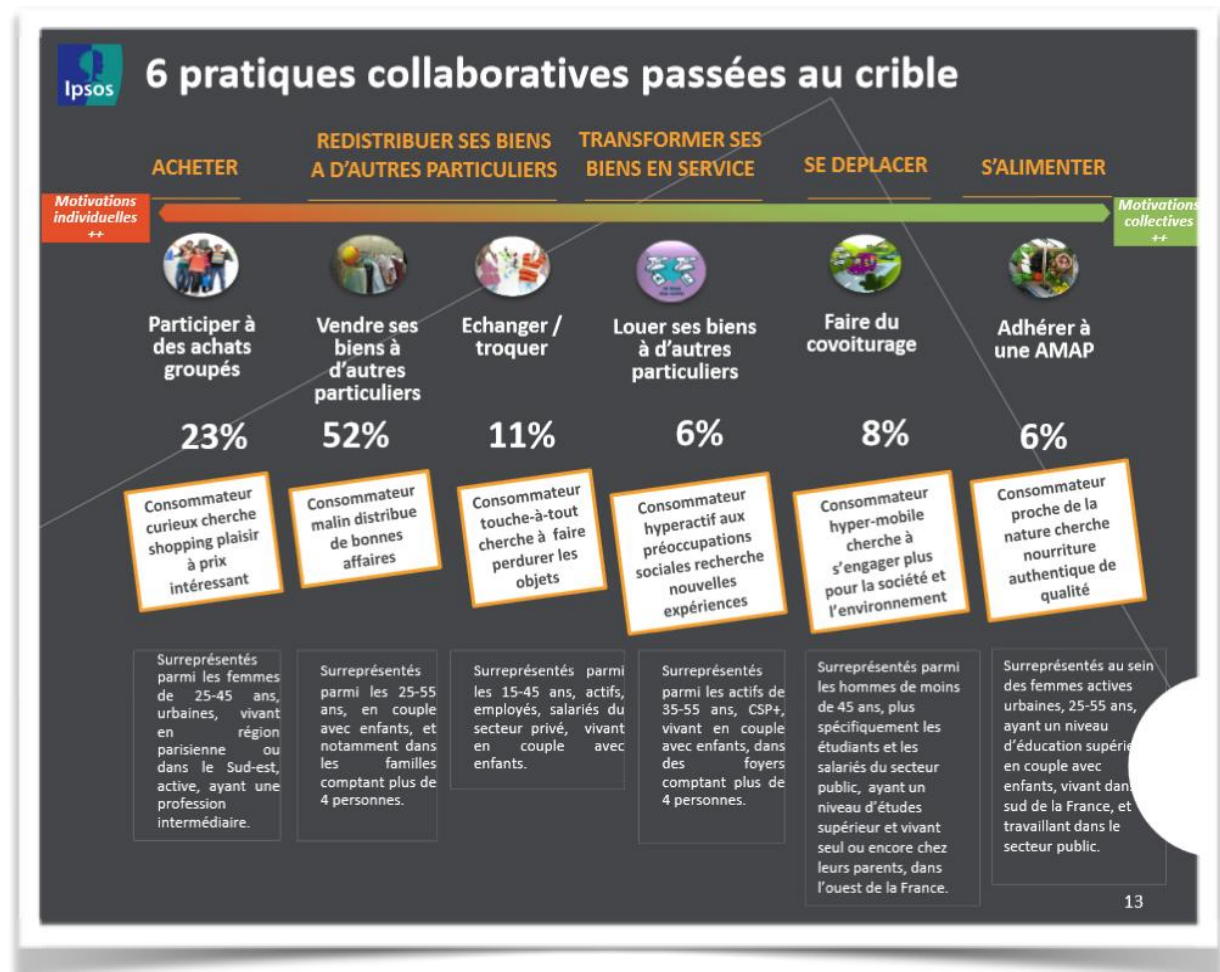 Ipsos
6 pratiques collaboratives passées au crible
ACHETER
REDISTRIBUER SES BIENS
A D'AUTRES PARTICULIERS
TRANSFORMER SES
BIENS EN SERVICE
SE DEPLACER
S'ALIMENTER
Motivations
individuelles
++
Motivations
collectives
++
Participer à
des achats
groupés
Vendre ses
biens à
d'autres
particuliers
Echanger /
troquer
Louer ses biens
à d'autres
particuliers
Faire du
covoiturage
Adhérer à
une AMAP
23%
52%
11%
6%
8%
6%
Consommateur
curieux cherche
shopping plaisir
à prix
intéressant
Consommateur
malin distribue
de bonnes
affaires
Consommateur
touche-à-tout
cherche à faire
perdurer les
objets
Consommateur
hyperactif aux
préoccupations
sociales recherche
nouvelles
expériences
Consommateur
hyper-mobile
cherche à
s'engager plus
pour la société et
l'environnement
Consommateur
proche de la
nature cherche
nourriture
authentique de
qualité
Surreprésentés
parmi les femmes
de 25-45 ans,
urbaines, vivant
en région
parisienne ou
dans le Sud-est,
active, ayant une
profession
intermédiaire.
Surreprésentés
parmi les 25-55
ans, en couple
avec enfants, et
notamment dans
les familles
comptant plus de
4 personnes.
Surreprésentés parmi
les 15-45 ans, actifs,
employés, salariés du
secteur privé, vivant
en couple avec
enfants.
Surreprésentés
parmi les actifs de
35-55 ans, CSP+,
vivant en couple
avec enfants, dans
des foyers
comptant plus de
4 personnes.
Surreprésentés parmi
les hommes de moins
de 45 ans, plus
spécifiquement les
étudiants et les
salariés du secteur
public, ayant un
niveau d'études
supérieur et vivant
seul ou encore chez
leurs parents, dans
l'ouest de la France.
Surreprésentés au sein
des femmes actives
urbaines, 25-55 ans,
ayant un niveau
d'éducation
en couple avec
enfants, vivant
sud de la France, et
travaillant dans le
secteur public.
13